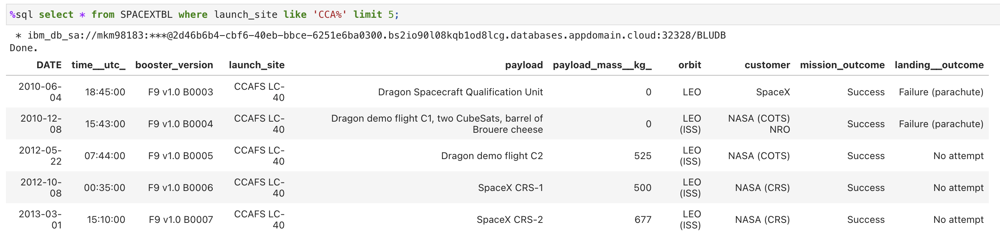 %sql select * from SPACEXTBL where launch_site like 'CCA%' limit 5;
* ibm_db_sa://mkm98183:***@2d46b6b4-cbf6-40eb-bbce-6251e6ba0300.bs2io90l08kqb1od8lcg.databases.appdomain.cloud:32328/BLUDB
Done.
DATE time__utc_ booster_version launch_site payload payload_mass__kg_ orbit customer mission_outcome landing__outcome
2010-06-04 18:45:00 F9 v1.0 B0003 CCAFS LC-40 Dragon Spacecraft Qualification Unit 0 LEO SpaceX Success Failure (parachute)
2010-12-08 15:43:00 F9 v1.0 B0004 CCAFS LC-40 Dragon demo flight C1, two CubeSats, barrel of Brouere cheese 0 LEO (ISS) NASA (COTS) NRO Success Failure (parachute)
2012-05-22 07:44:00 F9 v1.0 B0005 CCAFS LC-40 Dragon demo flight C2 525 LEO (ISS) NASA (COTS) Success No attempt
2012-10-08 00:35:00 F9 v1.0 B0006 CCAFS LC-40 SpaceX CRS-1 500 LEO (ISS) NASA (CRS) Success No attempt
2013-03-01 15:10:00 F9 v1.0 B0007 CCAFS LC-40 SpaceX CRS-2 677 LEO (ISS) NASA (CRS) Success No attempt